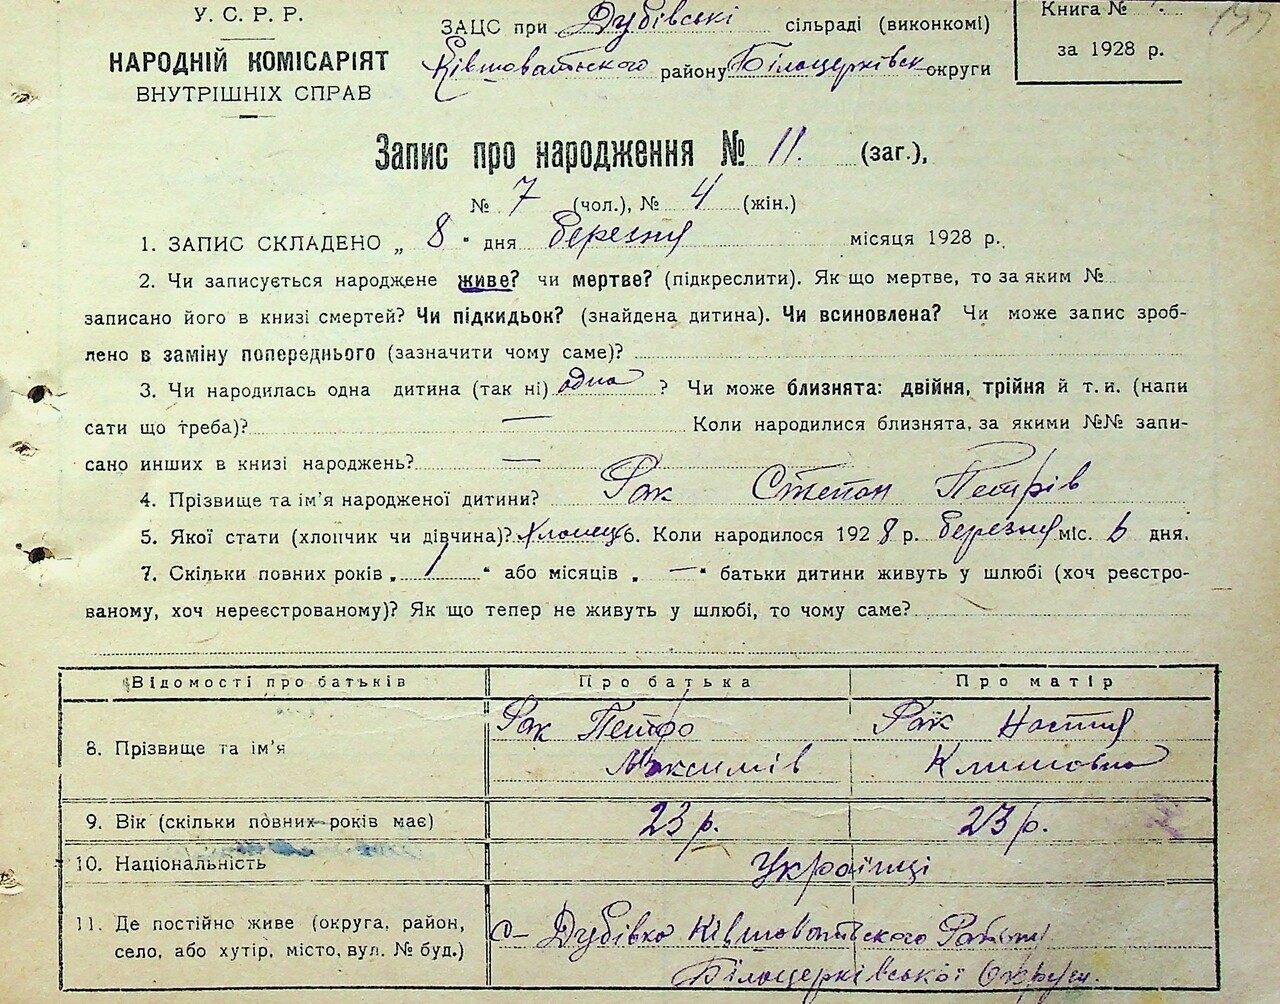 У. С. Р. Р.
НАРОДНІЙ КОМІСАРІЯТ
ВНУТРІШНІХ СПРАВ
ЗАЦС при Дубівські сільраді (виконкомі)
Ківшоватського району Білоцерківськ округи
Книга №
за 1928 р.
Запис про народження № 11. (заг.),
№ 7 (чол.), № 4 (жін.)
1. ЗАПИС СКЛАДЕНО „ 8 " дня березня місяця 1928 р.
2. Чи записується народжене живе? чи мертве? (підкреслити). Як що мертве, то за яким №
записано його в книзі смертей? Чи підкидьок? (знайдена дитина). Чи всиновлена? Чи може запис зроб-
лено в заміну попереднього (зазначити чому саме)?
3. Чи народилась одна дитина (так ні) одна ? Чи може близнята: двійня, трійня й т. и. (напи
сати що треба)? — Коли народилися близнята, за якими №№ запи-
сано инших в книзі народжень? —
4. Прізвище та ім'я народженої дитини? Рак Степан Петрів
5. Якої стати (хлопчик чи дівчина)? Хлопець 6. Коли народилося 1928 р. березня міс. 6 дня.
7. Скільки повних років „ 1 " або місяців „ — " батьки дитини живуть у шлюбі (хоч реєстро-
ваному, хоч нереєстрованому)? Як що тепер не живуть у шлюбі, то чому саме?
Відомості про батьків Про батька Про матір
8. Прізвище та ім'я Рак Петро Максимів Рак Настя Климовна
9. Вік (скільки повних років має) 23 р. 23 р.
10. Національність Українці
11. Де постійно живе (округа, район,
село, або хутір, місто, вул. № буд.)
с- Дубівка Ківшоватського Району
Білоцерківської Округи.